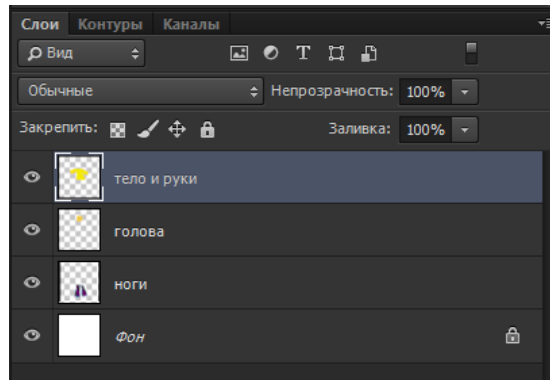 Слои Контуры Каналы
Вид T
Обычные Непрозрачность: 100%
Закрепить: Заливка: 100%
тело и руки
голова
ноги
Фон